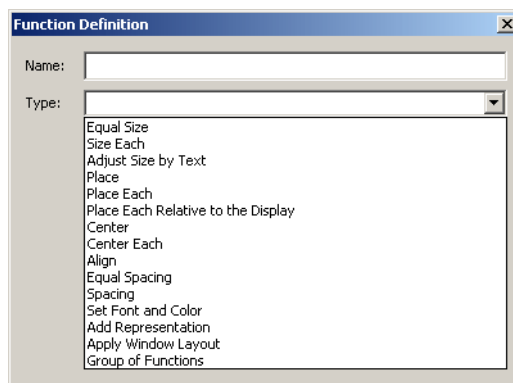 Function Definition
Name:
Type:
Equal Size
Size Each
Adjust Size by Text
Place
Place Each
Place Each Relative to the Display
Center
Center Each
Align
Equal Spacing
Spacing
Set Font and Color
Add Representation
Apply Window Layout
Group of Functions